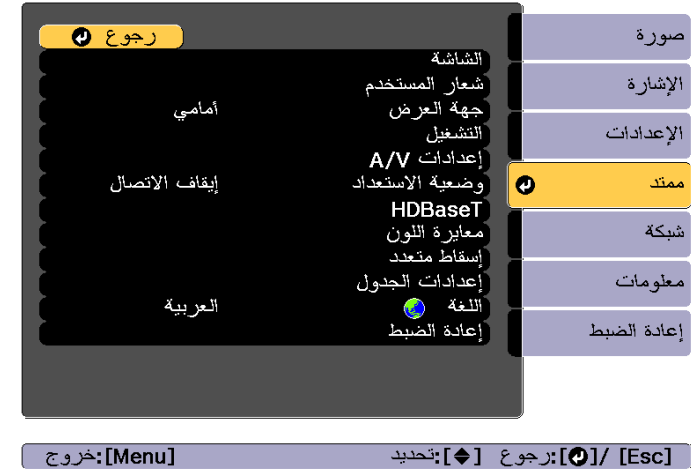 صورة
الإشارة
الإعدادات
ممتد
شبكة
معلومات
إعادة الضبط
رجوع
الشاشة
شعار المستخدم
جهة العرض أمامي
التشغيل
إعدادات A/V
وضعية الاستعداد إيقاف الاتصال
HDBaseT
معايرة اللون
إسقاط متعدد
إعدادات الجدول
اللغة العربية
إعادة الضبط
[Esc] /[]:رجوع []:تحديد [Menu]:خروج